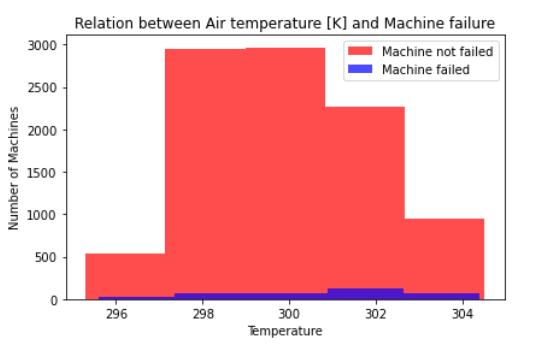 Relation between Air temperature [K] and Machine failure
Machine not failed
Machine failed
Number of Machines
3000
2500
2000
1500
1000
500
0
296 298 300 302 304
Temperature